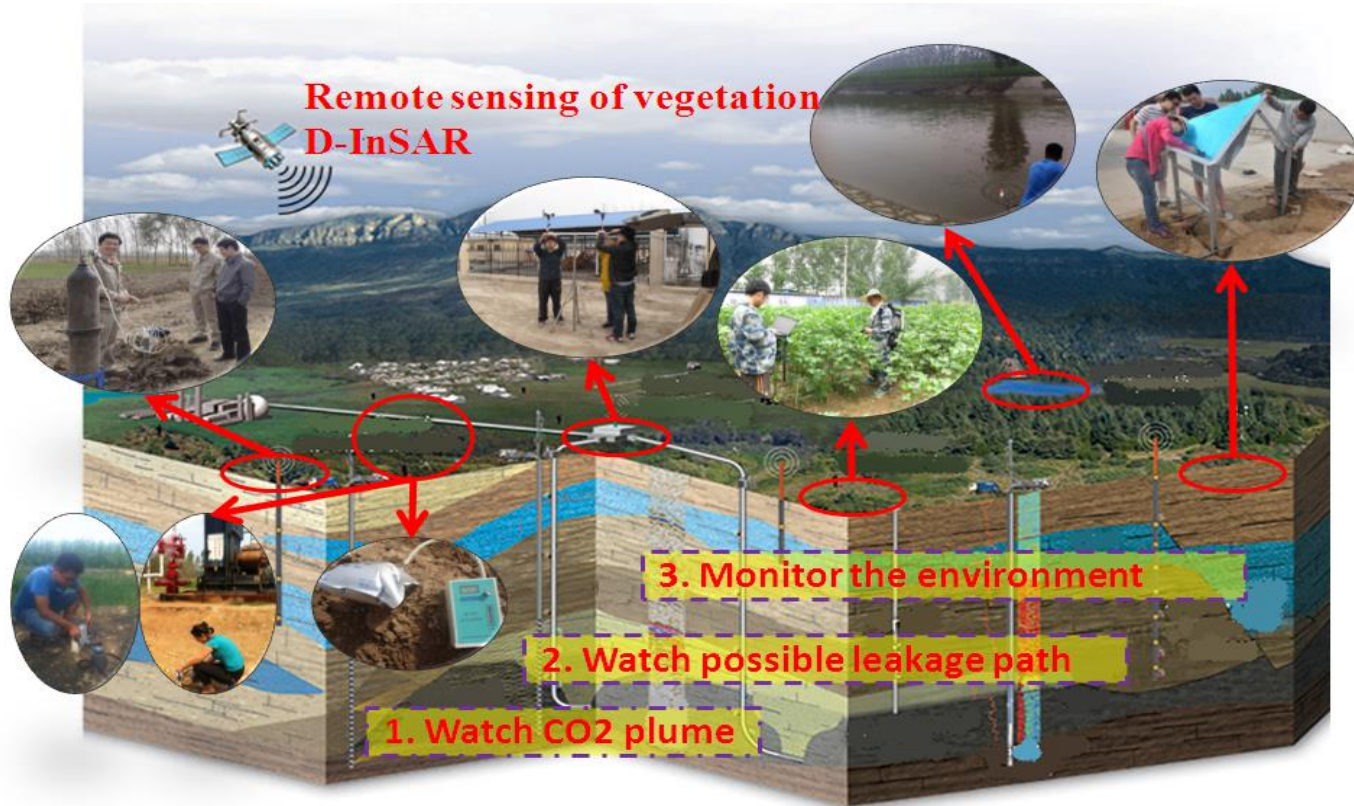 Remote sensing of vegetation
D-InSAR
3. Monitor the environment
2. Watch possible leakage path
1. Watch CO2 plume